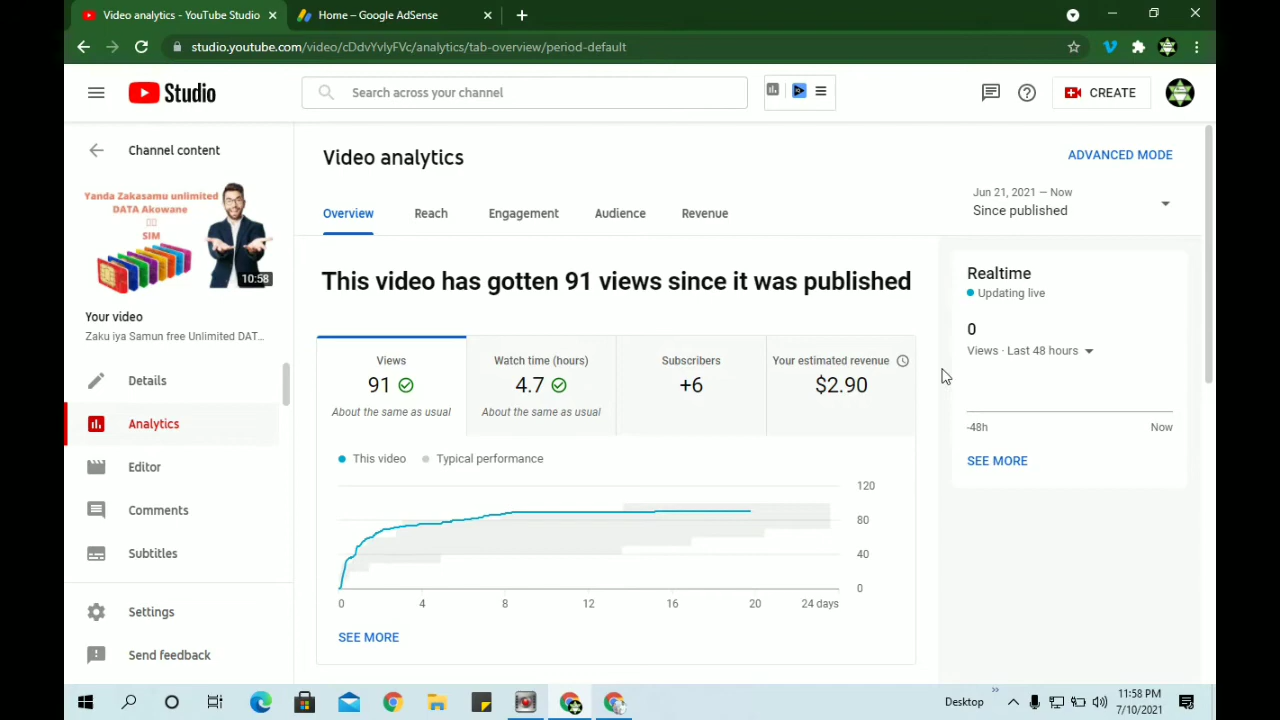 Video analytics - YouTube Studio
Home – Google AdSense
studio.youtube.com/video/cDdvYvlyFVc/analytics/tab-overview/period-default
Studio
Search across your channel
CREATE
Channel content
Yanda Zakasamu unlimited
DATA Akowane
SIM
10:58
Your video
Zaku iya Samun free Unlimited DAT...
Details
Analytics
Editor
Comments
Subtitles
Settings
Send feedback
Video analytics
ADVANCED MODE
Overview
Reach
Engagement
Audience
Revenue
Jun 21, 2021 – Now
Since published
This video has gotten 91 views since it was published
Views
91
About the same as usual
Watch time (hours)
4.7
About the same as usual
Subscribers
+6
Your estimated revenue
$2.90
This video
Typical performance
120
80
40
0
0 4 8 12 16 20 24 days
SEE MORE
Realtime
Updating live
0
Views · Last 48 hours
-48h
Now
SEE MORE
Desktop
11:58 PM
7/10/2021